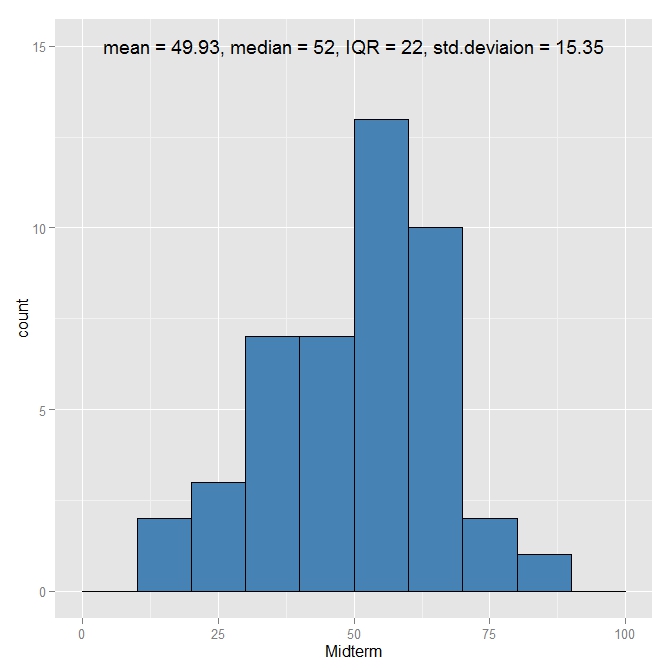 mean = 49.93, median = 52, IQR = 22, std.deviaion = 15.35
15
10
5
0
count
0 25 50 75 100
Midterm